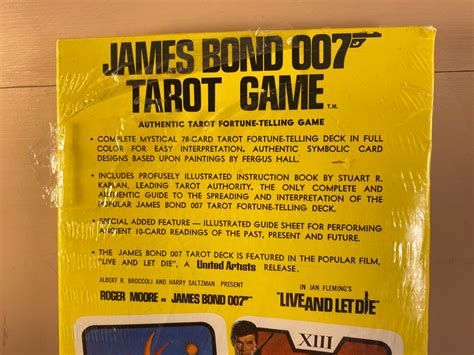 JAMES BOND 007
TAROT GAME T.M.
AUTHENTIC TAROT FORTUNE-TELLING GAME
• COMPLETE MYSTICAL 78-CARD TAROT FORTUNE-TELLING DECK IN FULL
COLOR FOR EASY INTERPRETATION, AUTHENTIC SYMBOLIC CARD
DESIGNS BASED UPON PAINTINGS BY FERGUS HALL.
• INCLUDES PROFUSELY ILLUSTRATED INSTRUCTION BOOK BY STUART R.
KAPLAN, LEADING TAROT AUTHORITY. THE ONLY COMPLETE AND
AUTHENTIC GUIDE TO THE SPREADING AND INTERPRETATION OF THE
POPULAR JAMES BOND 007 TAROT FORTUNE-TELLING DECK.
• SPECIAL ADDED FEATURE — ILLUSTRATED GUIDE SHEET FOR PERFORMING
ANCIENT 10-CARD READINGS OF THE PAST, PRESENT AND FUTURE.
• THE JAMES BOND 007 TAROT DECK IS FEATURED IN THE POPULAR FILM,
"LIVE AND LET DIE", A United Artists RELEASE.
ALBERT R. BROCCOLI AND HARRY SALTZMAN PRESENT
ROGER MOORE AS JAMES BOND 007
IN IAN FLEMING'S
"LIVE AND LET DIE"
XIII